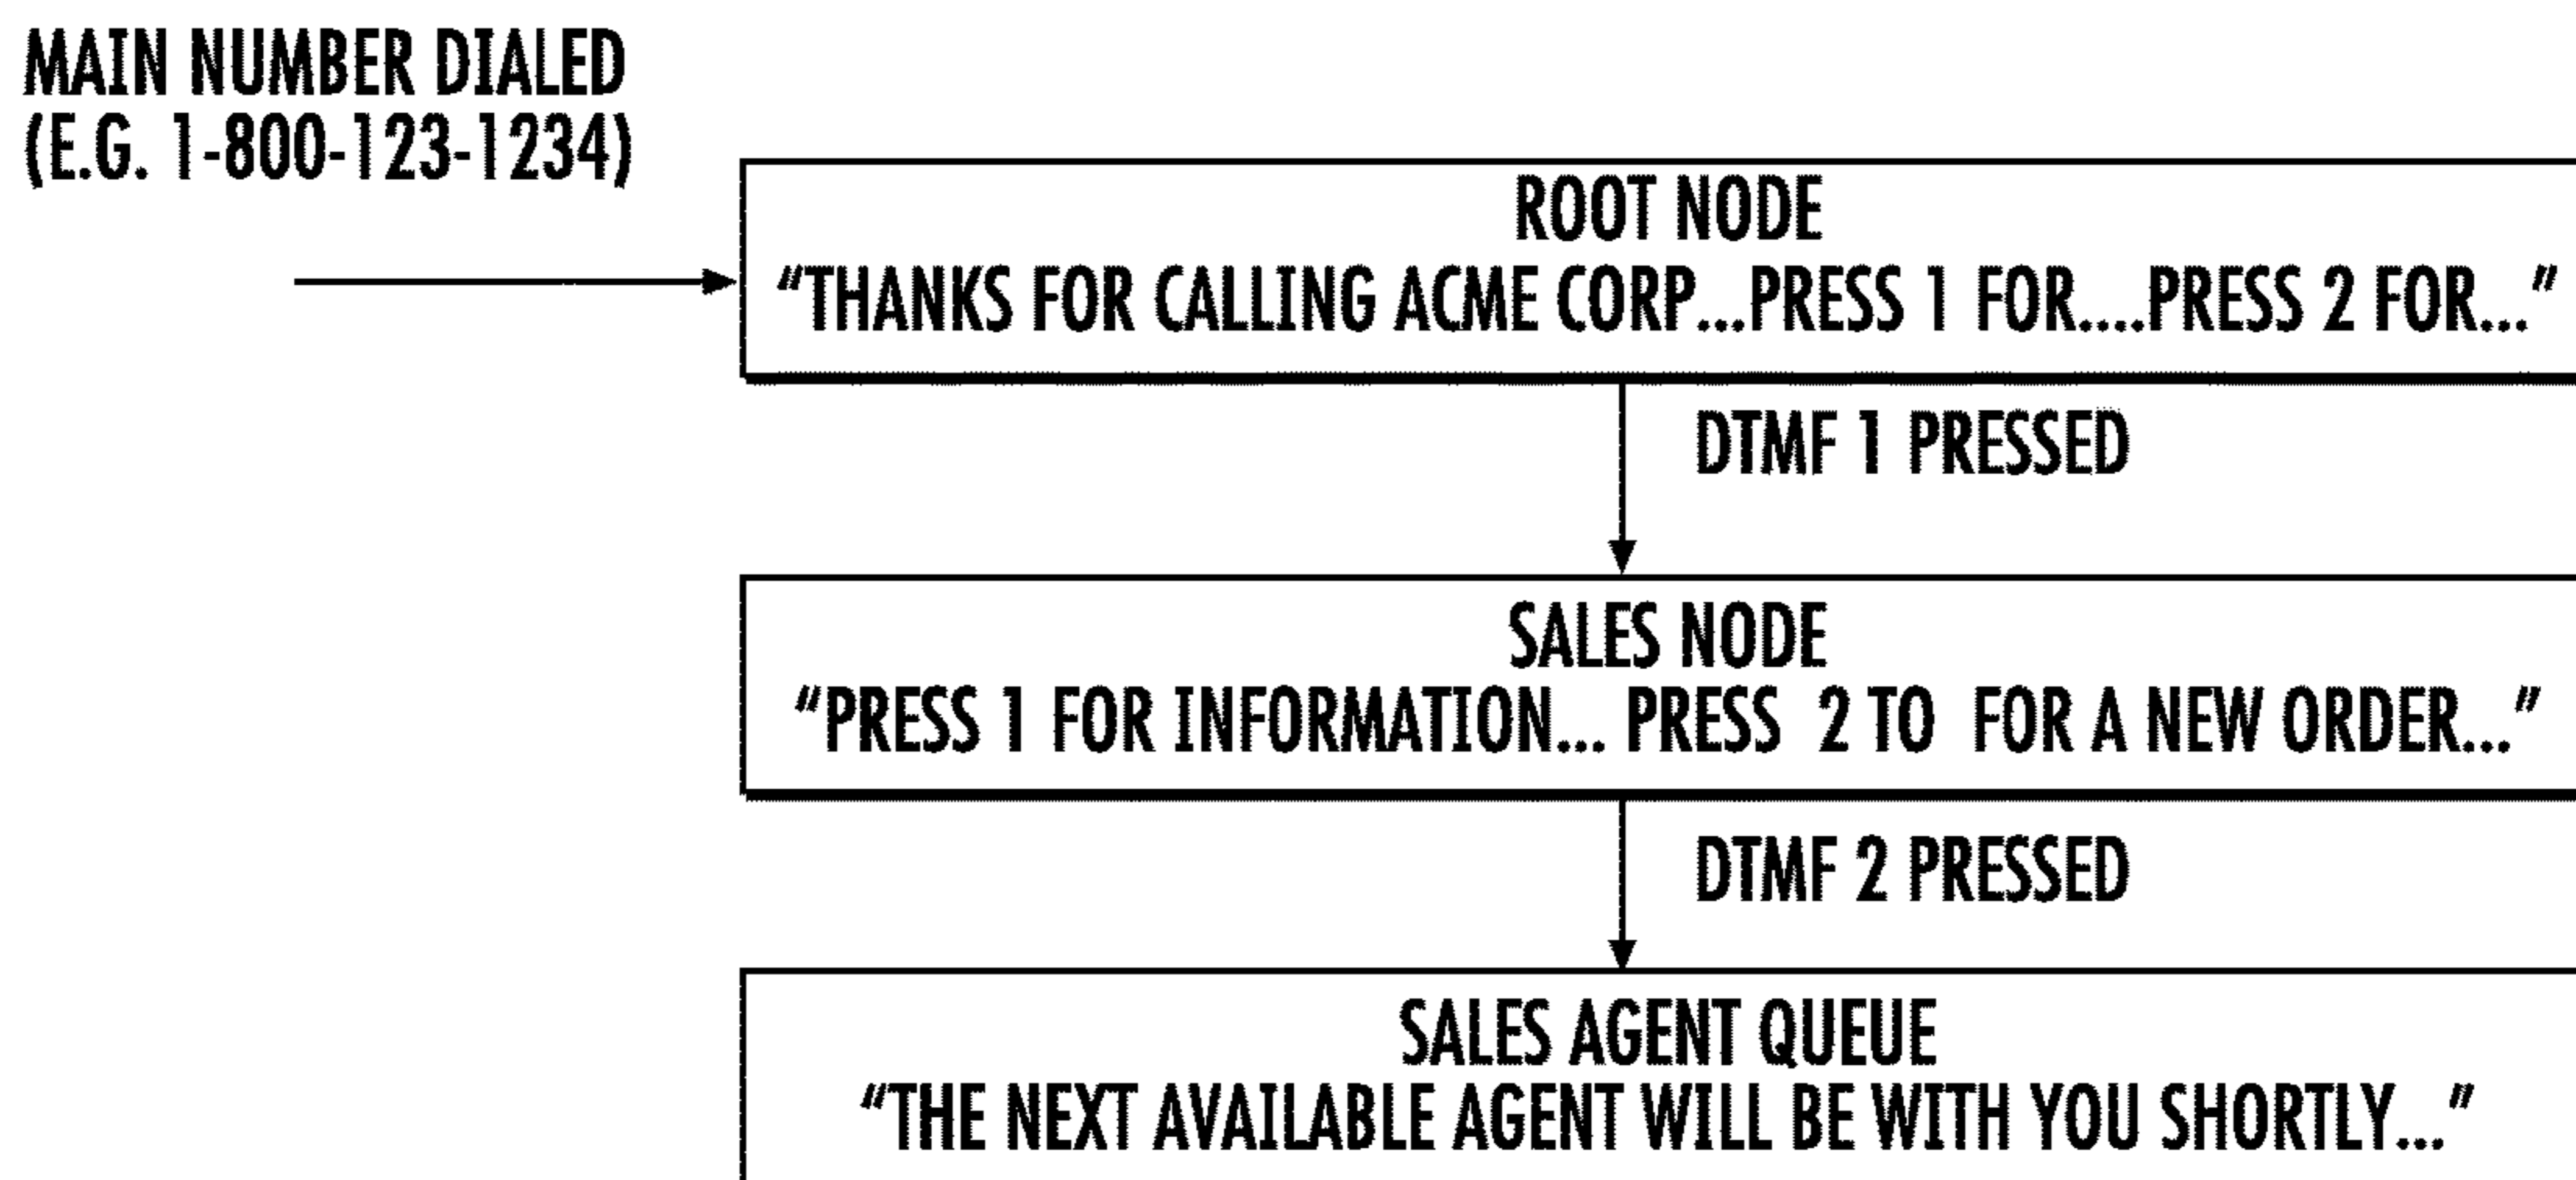 MAIN NUMBER DIALED
(E.G. 1-800-123-1234)
ROOT NODE
"THANKS FOR CALLING ACME CORP...PRESS 1 FOR....PRESS 2 FOR..."
DTMF 1 PRESSED
SALES NODE
"PRESS 1 FOR INFORMATION... PRESS 2 TO FOR A NEW ORDER..."
DTMF 2 PRESSED
SALES AGENT QUEUE
"THE NEXT AVAILABLE AGENT WILL BE WITH YOU SHORTLY..."